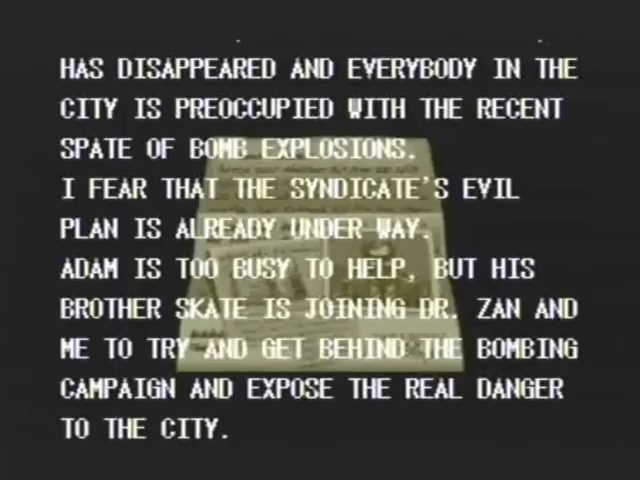 HAS DISAPPEARED AND EVERYBODY IN THE
CITY IS PREOCCUPIED WITH THE RECENT
SPATE OF BOMB EXPLOSIONS.
I FEAR THAT THE SYNDICATE'S EVIL
PLAN IS ALREADY UNDER WAY.
ADAM IS TOO BUSY TO HELP, BUT HIS
BROTHER SKATE IS JOINING DR. ZAN AND
ME TO TRY AND GET BEHIND THE BOMBING
CAMPAIGN AND EXPOSE THE REAL DANGER
TO THE CITY.